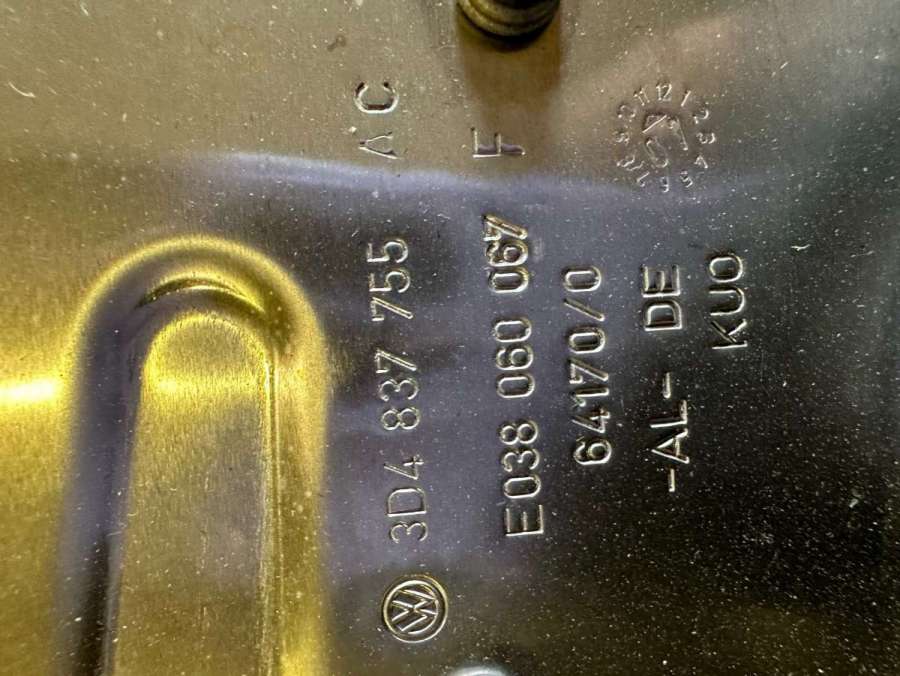 3D4 837 755 AC
E038 060 067 F
64170/0
-AL- DE
KUO